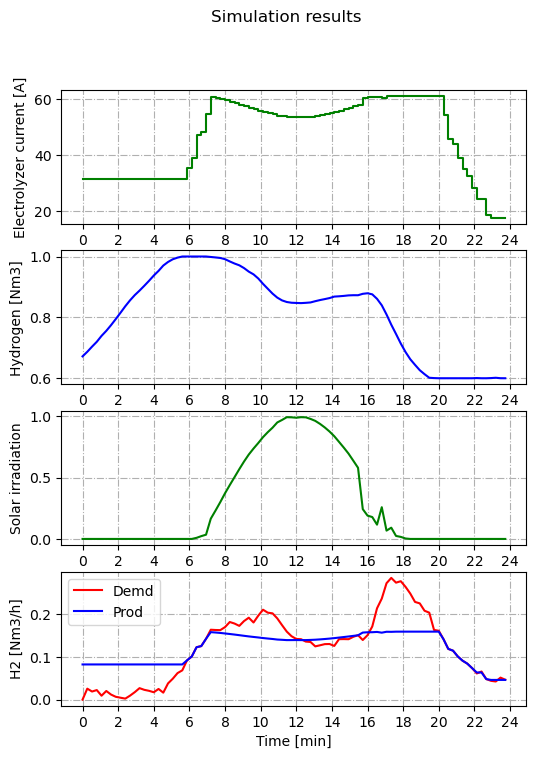 Simulation results
Electrolyzer current [A]
60
40
20
0 2 4 6 8 10 12 14 16 18 20 22 24
Hydrogen [Nm3]
1.0
0.8
0.6
0 2 4 6 8 10 12 14 16 18 20 22 24
Solar irradiation
1.0
0.5
0.0
0 2 4 6 8 10 12 14 16 18 20 22 24
H2 [Nm3/h]
0.2
0.1
0.0
Demd
Prod
0 2 4 6 8 10 12 14 16 18 20 22 24
Time [min]